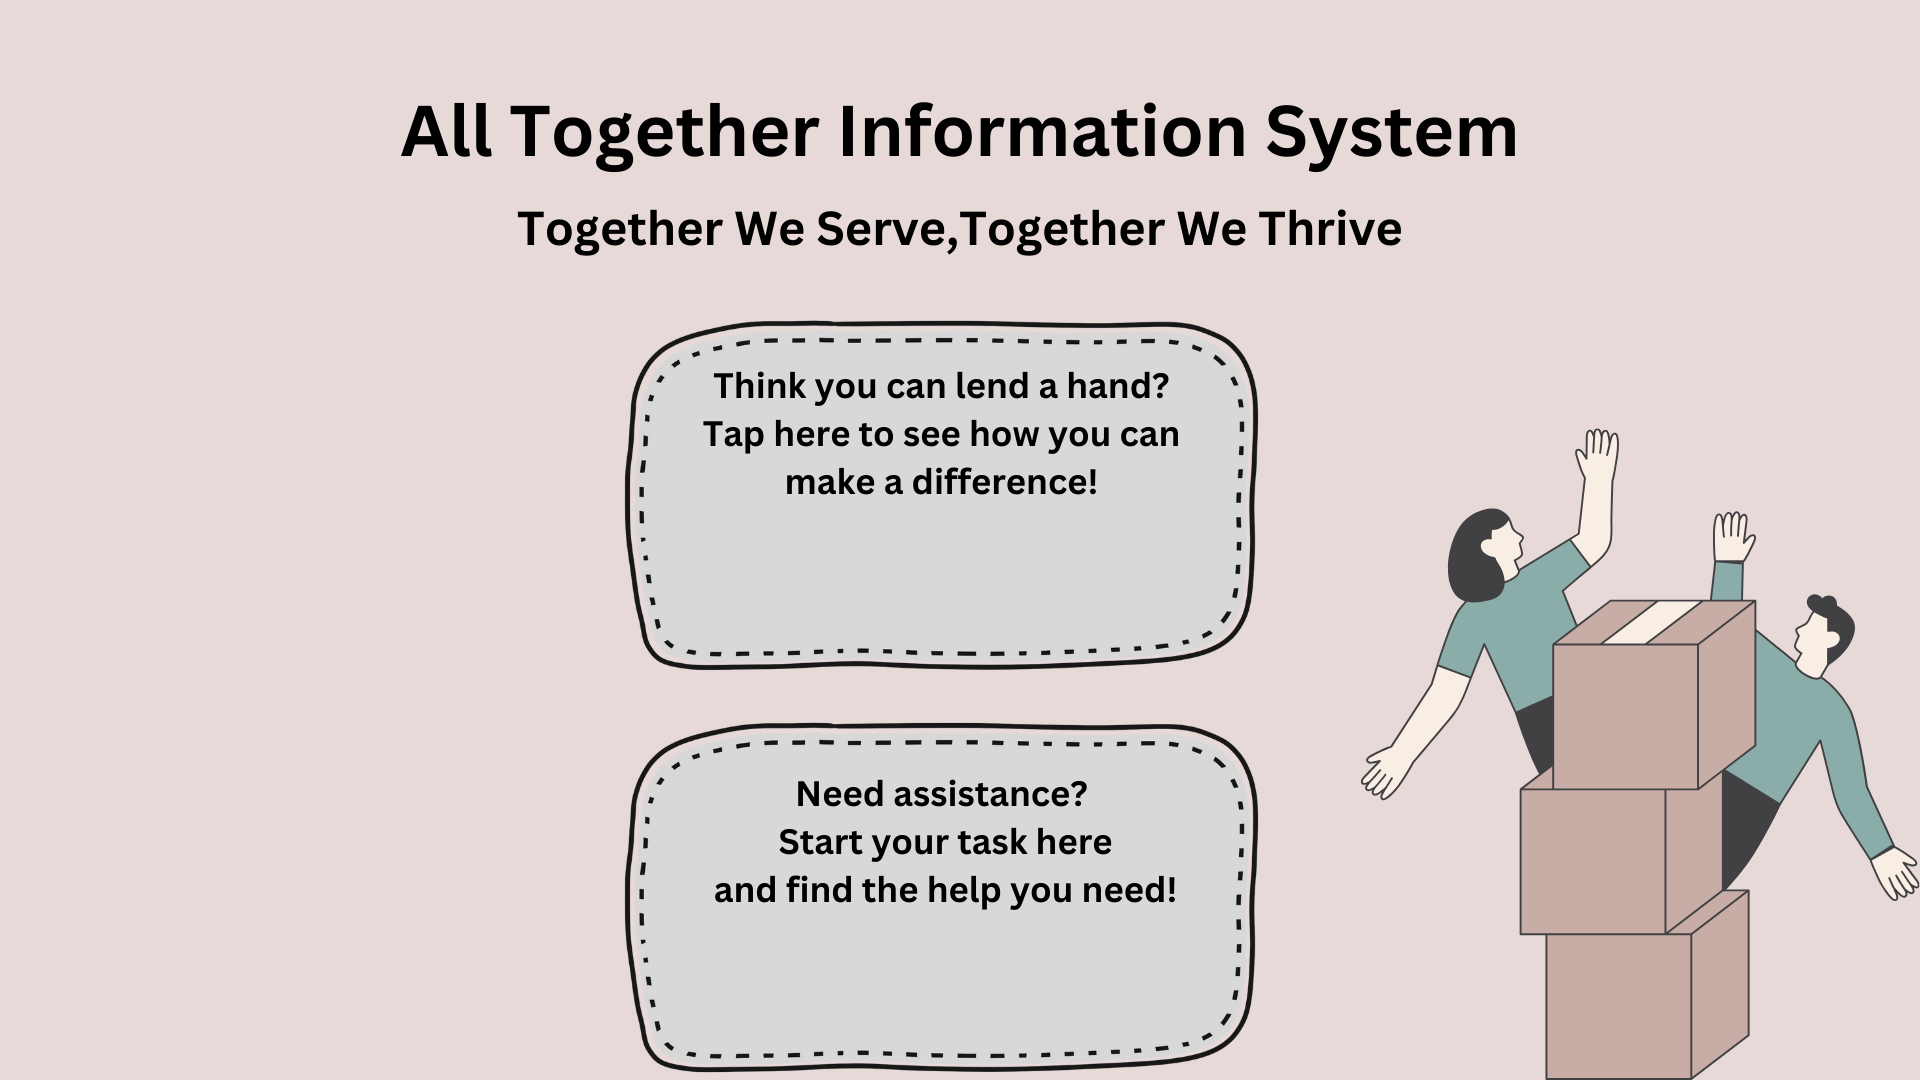 All Together Information System
Together We Serve,Together We Thrive
Think you can lend a hand?
Tap here to see how you can
make a difference!
Need assistance?
Start your task here
and find the help you need!